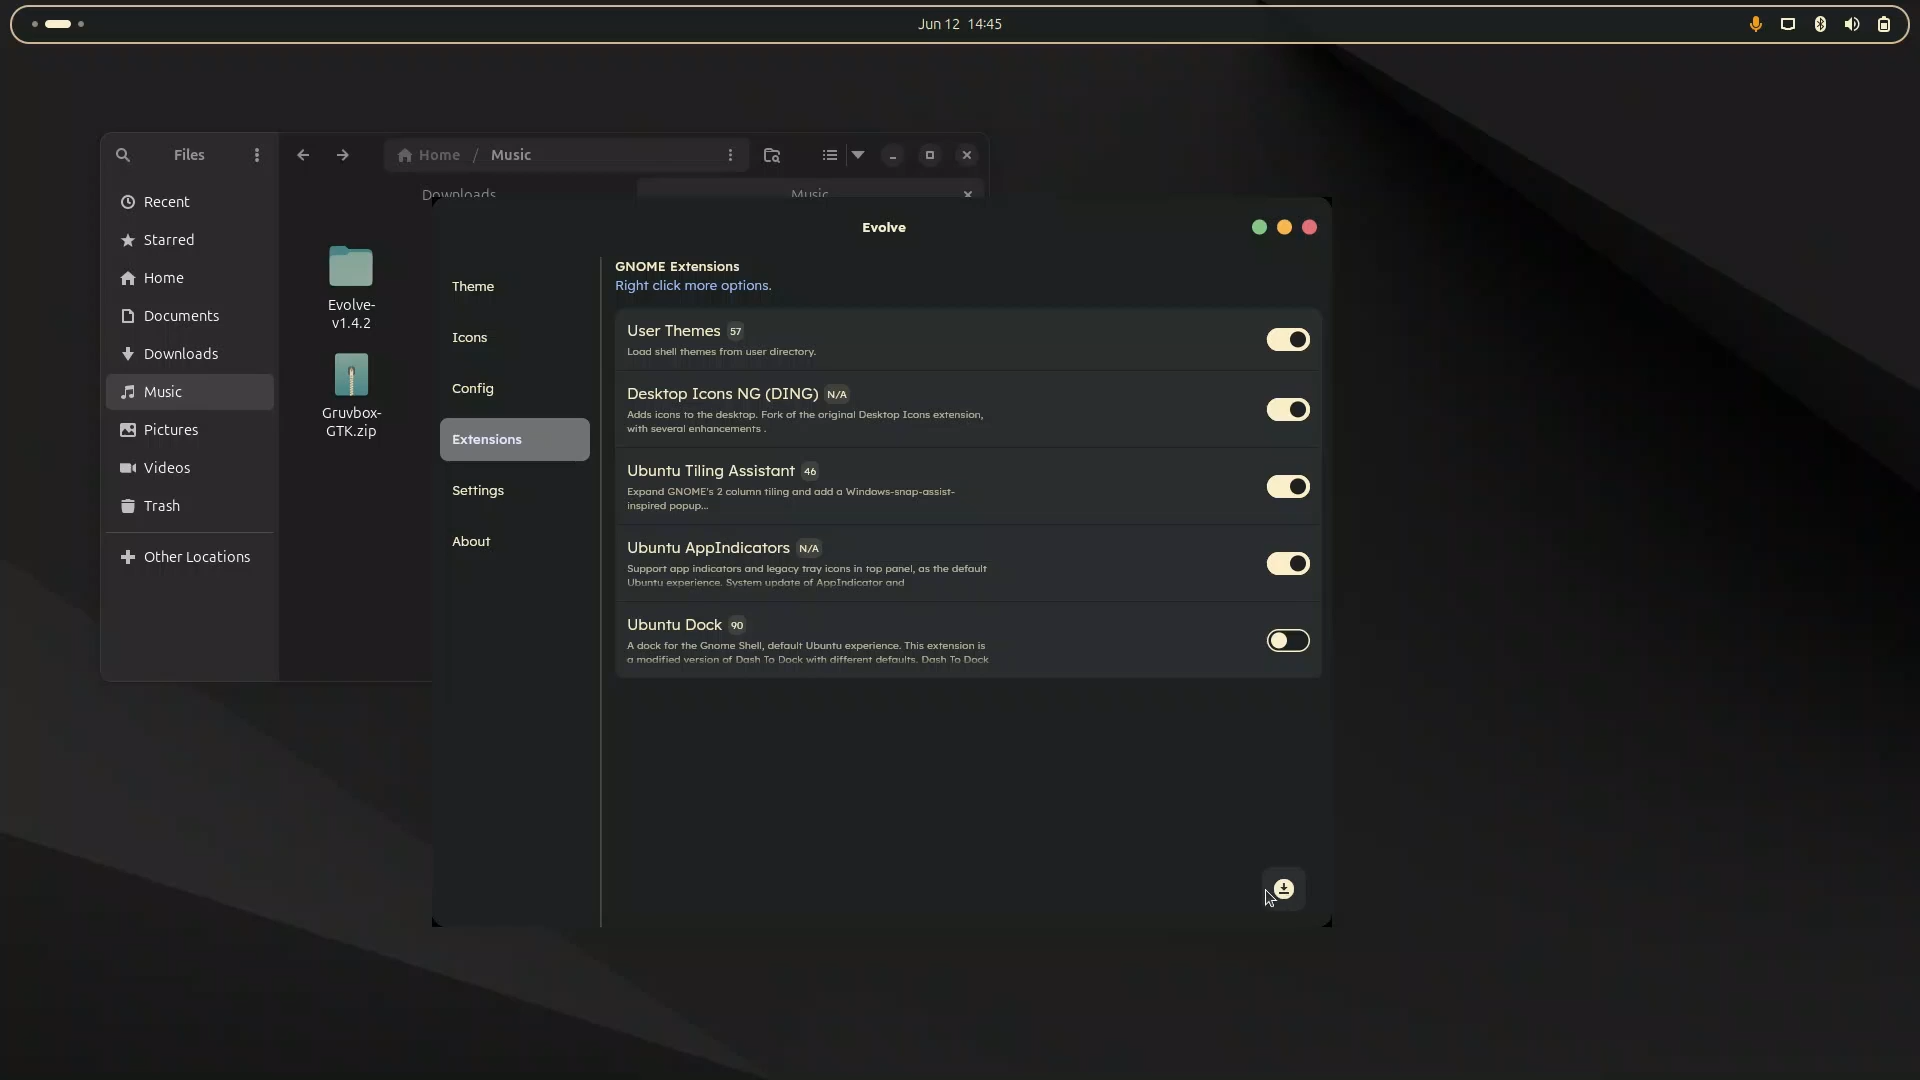 Jun 12 14:45
Files
Home / Music
Downloads
Music
Recent
Starred
Home
Documents
Downloads
Music
Pictures
Videos
Trash
Other Locations
Evolve-
v1.4.2
Gruvbox-
GTK.zip
Evolve
Theme
Icons
Config
Extensions
Settings
About
GNOME Extensions
Right click more options.
User Themes 57
Load shell themes from user directory.
Desktop Icons NG (DING) N/A
Adds icons to the desktop. Fork of the original Desktop Icons extension,
with several enhancements .
Ubuntu Tiling Assistant 46
Expand GNOME's 2 column tiling and add a Windows-snap-assist-
inspired popup...
Ubuntu AppIndicators N/A
Support app indicators and legacy tray icons in top panel, as the default
Ubuntu experience. System update of AppIndicator and
Ubuntu Dock 90
A dock for the Gnome Shell, default Ubuntu experience. This extension is
a modified version of Dash To Dock with different defaults. Dash To Dock